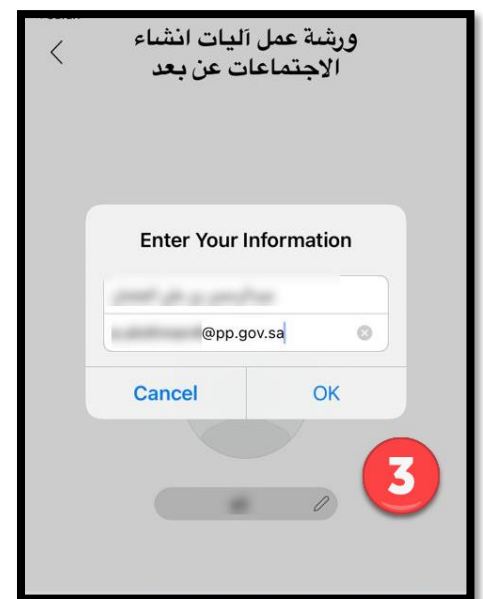 ورشة عمل آليات انشاء
الاجتماعات عن بعد
Enter Your Information
@pp.gov.sa
Cancel
OK
3